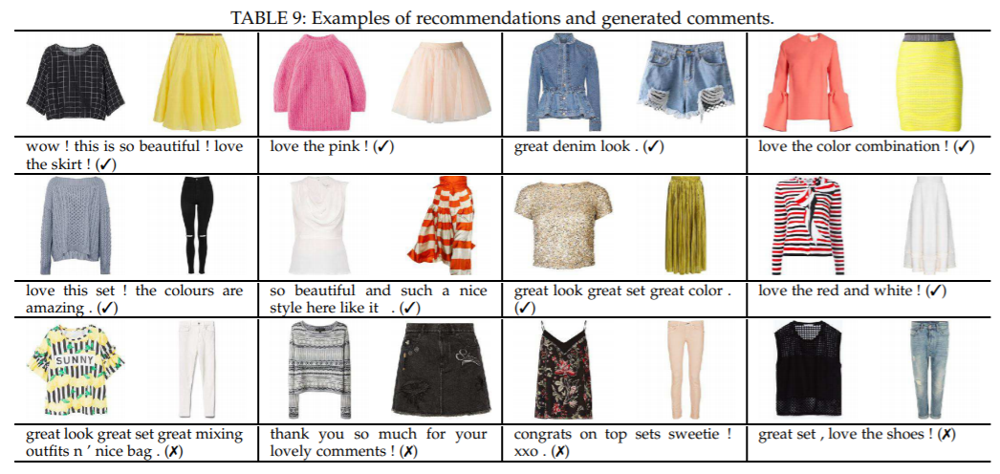 TABLE 9: Examples of recommendations and generated comments.
wow ! this is so beautiful ! love
the skirt ! (✓)
love the pink ! (✓)
great denim look . (✓)
love the color combination ! (✓)
love this set ! the colours are
amazing . (✓)
so beautiful and such a nice
style here like it . (✓)
great look great set great color .
(✓)
love the red and white ! (✓)
SUNNY
great look great set great mixing
outfits n ’ nice bag . (✗)
thank you so much for your
lovely comments ! (✗)
congrats on top sets sweetie !
xxo . (✗)
great set , love the shoes ! (✗)